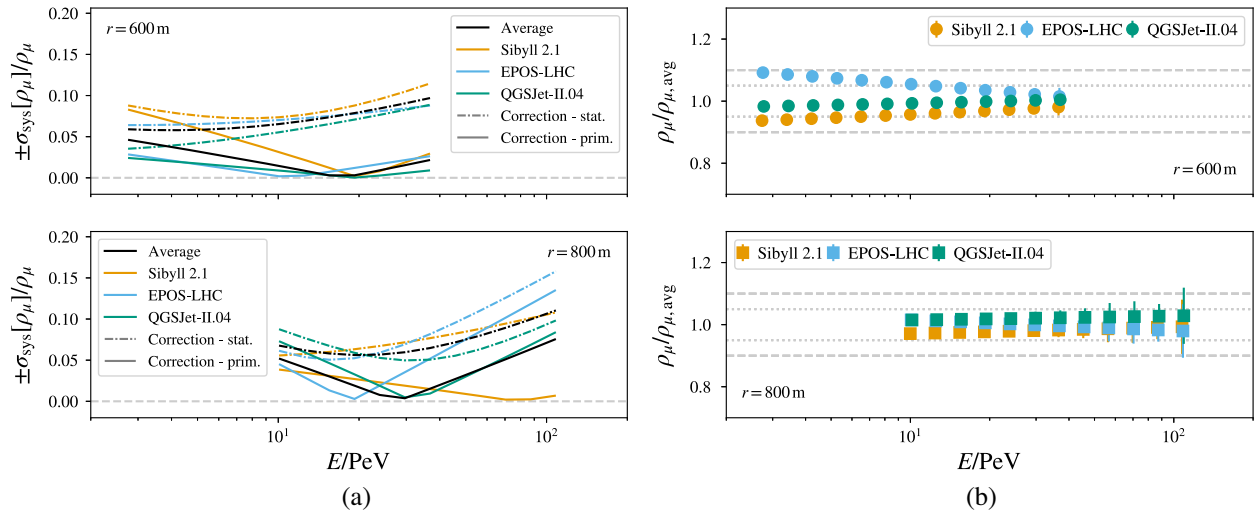 r = 600 m
Average
Sibyll 2.1
EPOS-LHC
QGSJet-II.04
Correction - stat.
Correction - prim.
±σsys[ρμ]/ρμ
0.20
0.15
0.10
0.05
0.00
r = 800 m
Average
Sibyll 2.1
EPOS-LHC
QGSJet-II.04
Correction - stat.
Correction - prim.
±σsys[ρμ]/ρμ
0.20
0.15
0.10
0.05
0.00
10¹ 10²
E/PeV
(a)
Sibyll 2.1 EPOS-LHC QGSJet-II.04
ρμ/ρμ,avg
1.2
1.0
0.8
r = 600 m
Sibyll 2.1 EPOS-LHC QGSJet-II.04
ρμ/ρμ,avg
1.2
1.0
0.8
r = 800 m
10¹ 10²
E/PeV
(b)